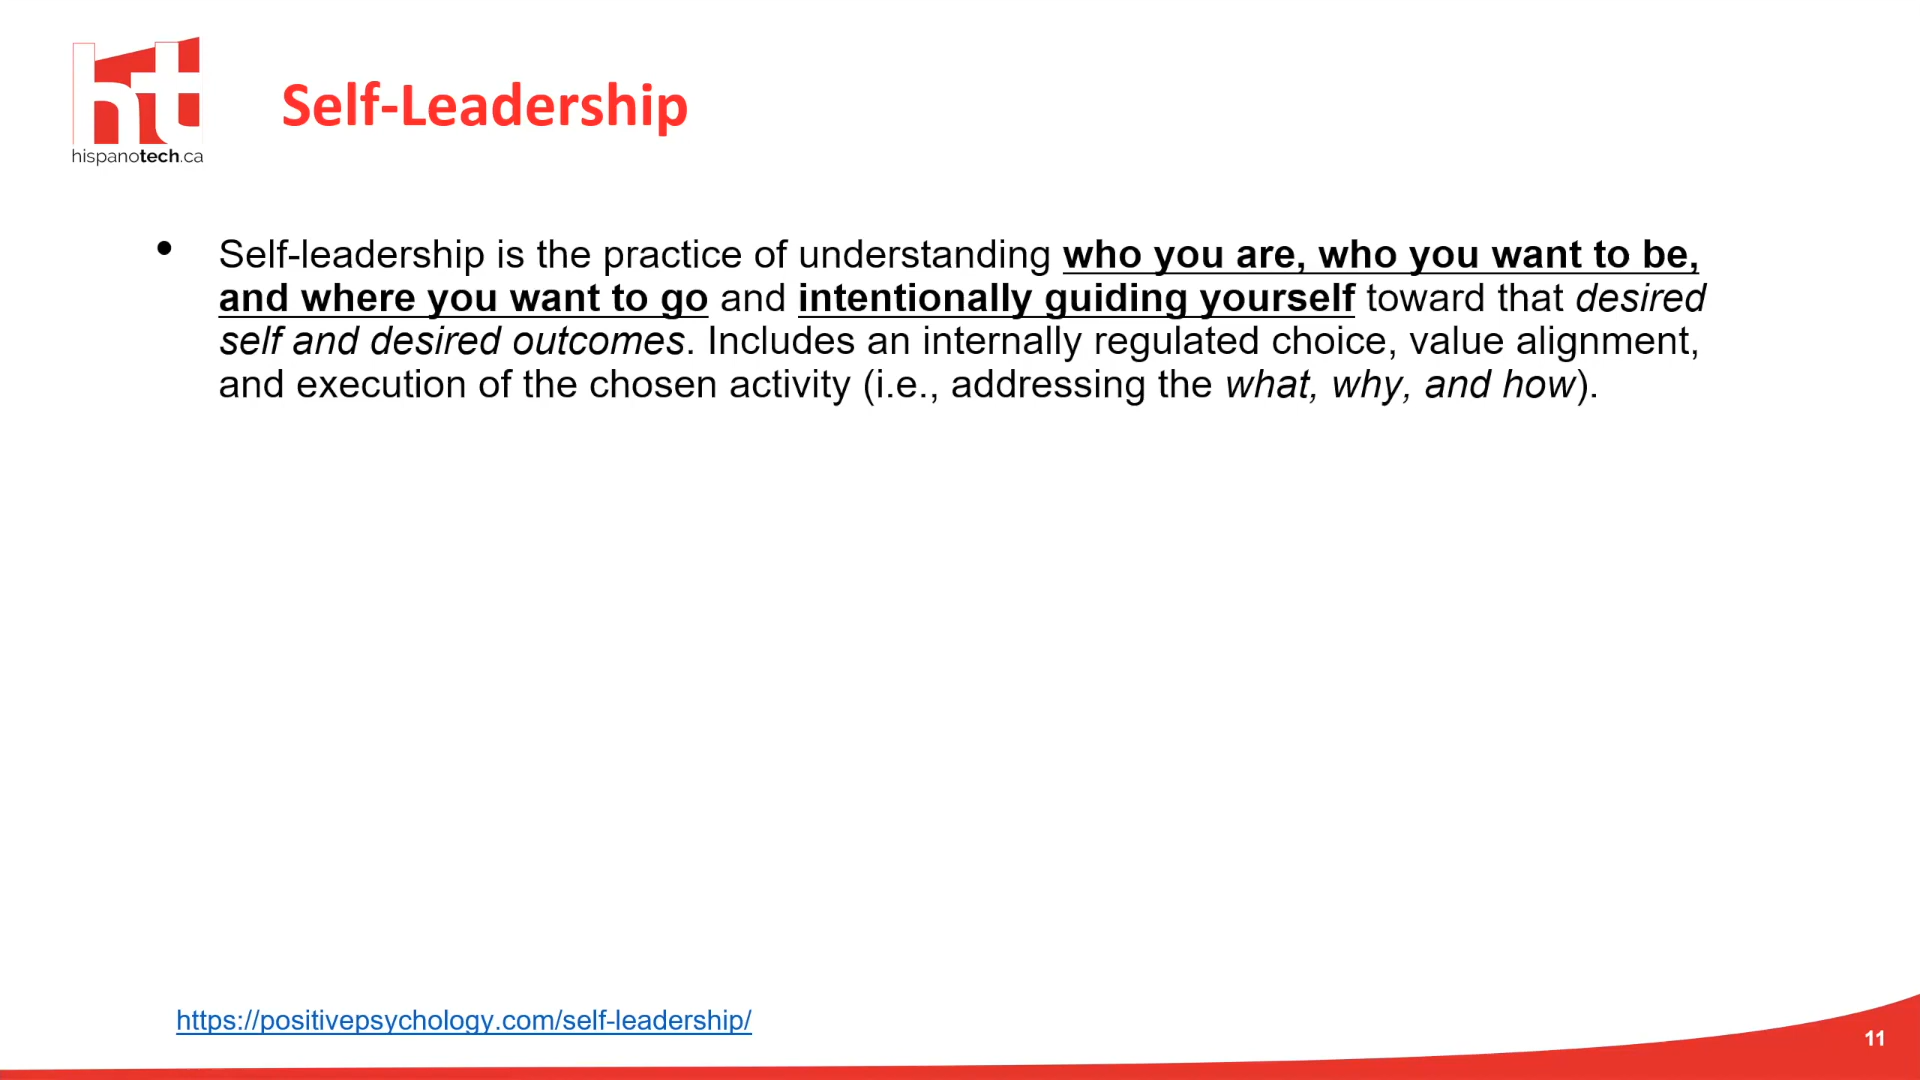 ht
hispanotech.ca
Self-Leadership
• Self-leadership is the practice of understanding who you are, who you want to be,
and where you want to go and intentionally guiding yourself toward that desired
self and desired outcomes. Includes an internally regulated choice, value alignment,
and execution of the chosen activity (i.e., addressing the what, why, and how).
https://positivepsychology.com/self-leadership/
11